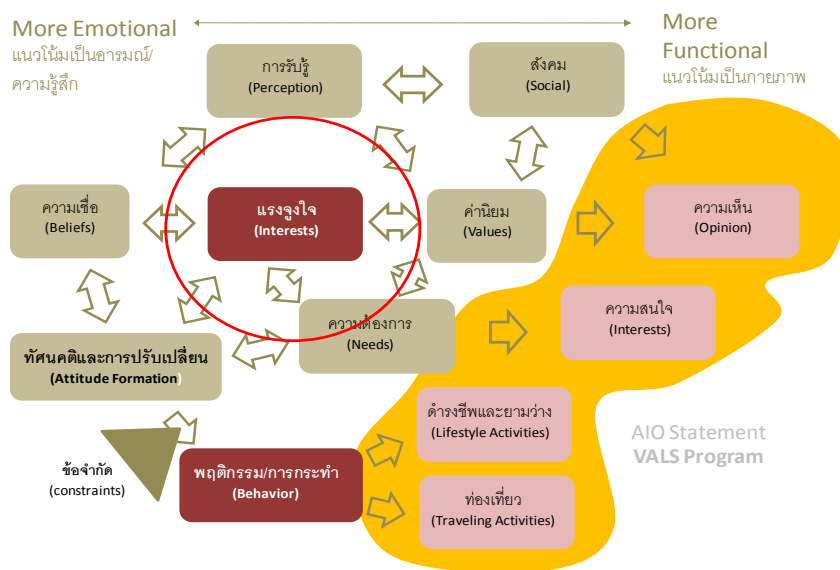 More Emotional
แนวโน้มเป็นอารมณ์/
ความรู้สึก
More
Functional
แนวโน้มเป็นกายภาพ
การรับรู้
(Perception)
สังคม
(Social)
ความเชื่อ
(Beliefs)
แรงจูงใจ
(Interests)
ค่านิยม
(Values)
ความเห็น
(Opinion)
ทัศนคติและการปรับเปลี่ยน
(Attitude Formation)
ความต้องการ
(Needs)
ความสนใจ
(Interests)
ดำรงชีพและยามว่าง
(Lifestyle Activities)
AIO Statement
VALS Program
ข้อจำกัด
(constraints)
พฤติกรรม/การกระทำ
(Behavior)
ท่องเที่ยว
(Traveling Activities)